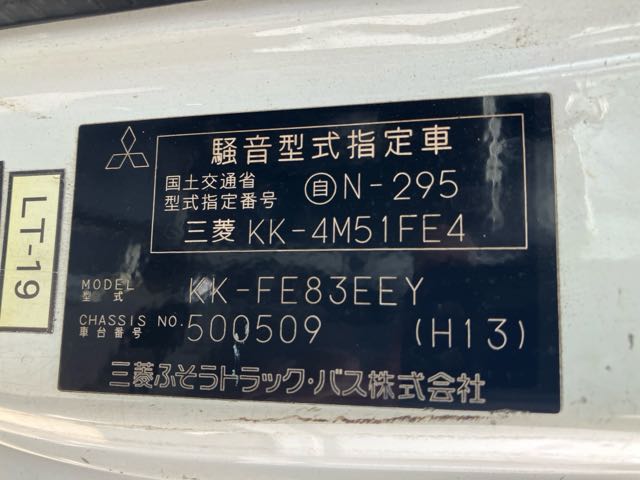 騒音型式指定車
国土交通省
型式指定番号
自 N-295
三菱 KK-4M51FE4
MODEL
型式
KK-FE83EEY
CHASSIS NO.
車台番号
500509 (H13)
三菱ふそうトラック・バス株式会社
LT-19